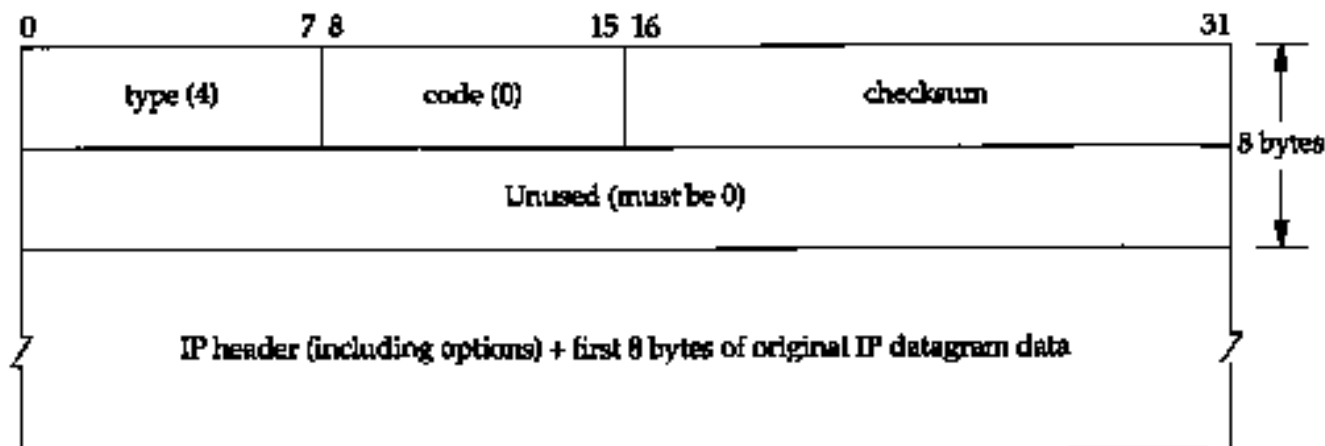 0 7 8 15 16 31
type (4) code (0) checksum
8 bytes
Unused (must be 0)
IP header (including options) + first 8 bytes of original IP datagram data